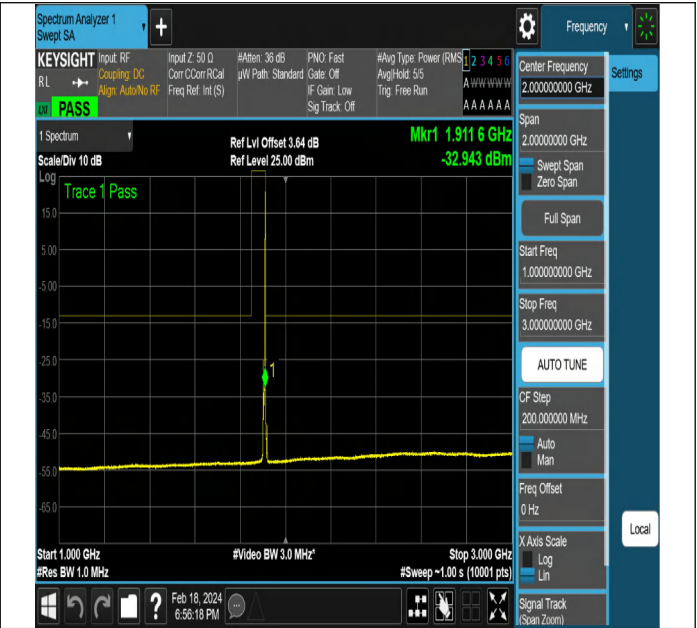 Spectrum Analyzer 1
Swept SA
+
Frequency
KEYSIGHT
RL
LXI
PASS
Input: RF
Coupling: DC
Align: Auto/No RF
Input Z: 50 Ω
Corr CCorr RCal
Freq Ref: Int (S)
#Atten: 36 dB
µW Path: Standard
PNO: Fast
Gate: Off
IF Gain: Low
Sig Track: Off
#Avg Type: Power (RMS
Avg|Hold: 5/5
Trig: Free Run
1 2 3 4 5 6
A W W W W W
A A A A A A
1 Spectrum
Scale/Div 10 dB
Ref Lvl Offset 3.64 dB
Ref Level 25.00 dBm
Mkr1 1.911 6 GHz
-32.943 dBm
Log
Trace 1 Pass
15.0
5.00
-5.00
-15.0
-25.0
-35.0
-45.0
-55.0
-65.0
1
Start 1.000 GHz
#Res BW 1.0 MHz
#Video BW 3.0 MHz*
Stop 3.000 GHz
#Sweep ~1.00 s (10001 pts)
?
Feb 18, 2024
6:56:18 PM
Center Frequency
2.000000000 GHz
Settings
Span
2.00000000 GHz
Swept Span
Zero Span
Full Span
Start Freq
1.000000000 GHz
Stop Freq
3.000000000 GHz
AUTO TUNE
CF Step
200.000000 MHz
Auto
Man
Freq Offset
0 Hz
X Axis Scale
Log
Lin
Local
Signal Track
(Span Zoom)